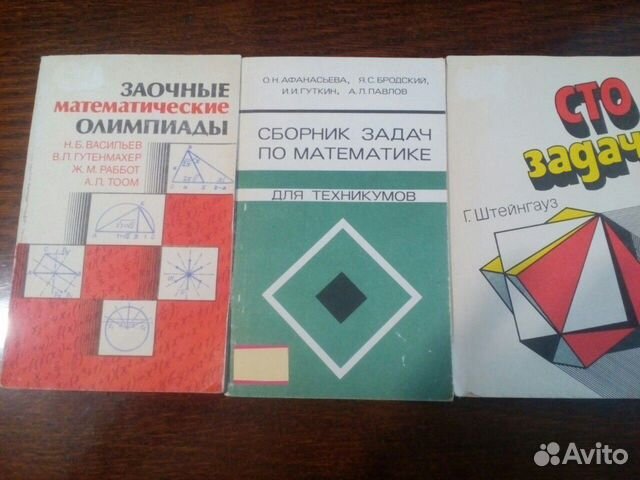 ЗАОЧНЫЕ
математические
ОЛИМПИАДЫ
Н. Б. ВАСИЛЬЕВ
В. Л. ГУТЕНМАХЕР
Ж. М. РАББОТ
А. Л. ТООМ
О. Н. АФАНАСЬЕВА, Я. С. БРОДСКИЙ,
И. И. ГУТКИН, А. Л. ПАВЛОВ
СБОРНИК ЗАДАЧ
ПО МАТЕМАТИКЕ
ДЛЯ ТЕХНИКУМОВ
СТО
задач
Г. Штейнгауз
Avito